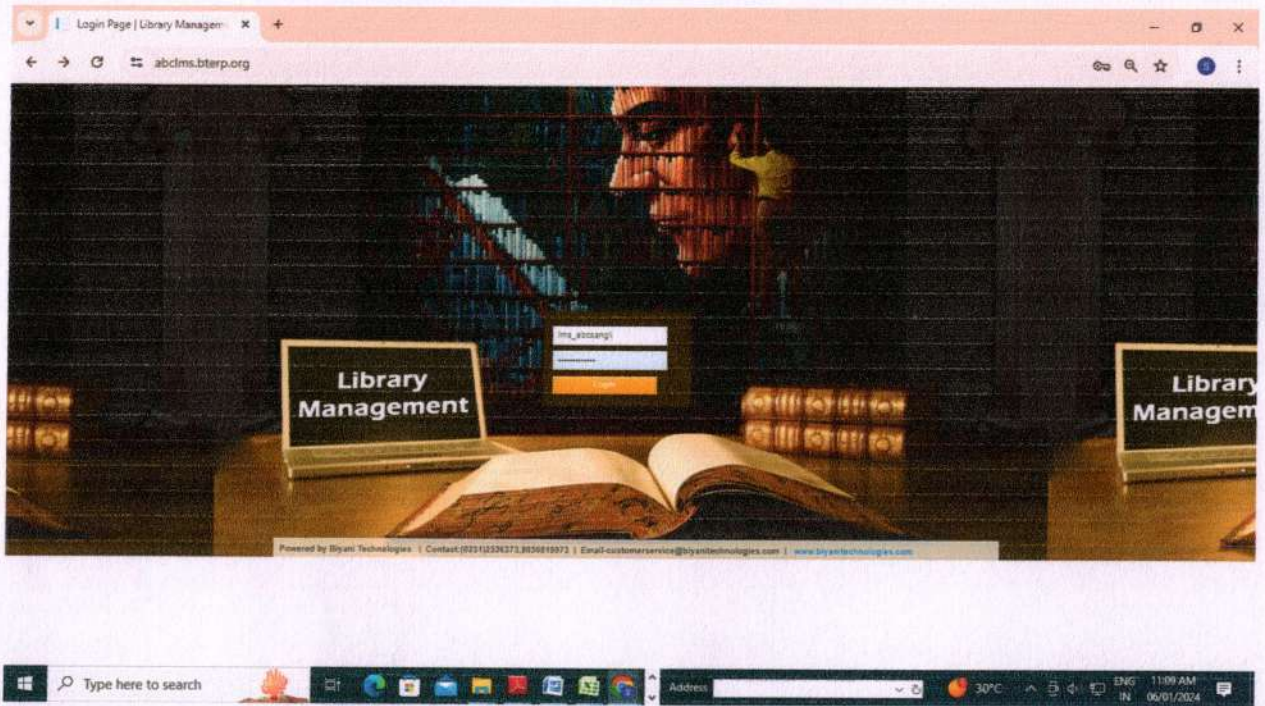 Login Page | Library Managem
abclms.bterp.org
S
lms_abcsangli
Login
Library
Management
Library
Managem
Powered by Biyani Technologies | Contact:(0231)2526373, | Email-customerservice@biyanitechnologies.com | www.biyanitechnologies.com
Type here to search
Address
30°C
ENG
IN
11:09 AM
06/01/2024